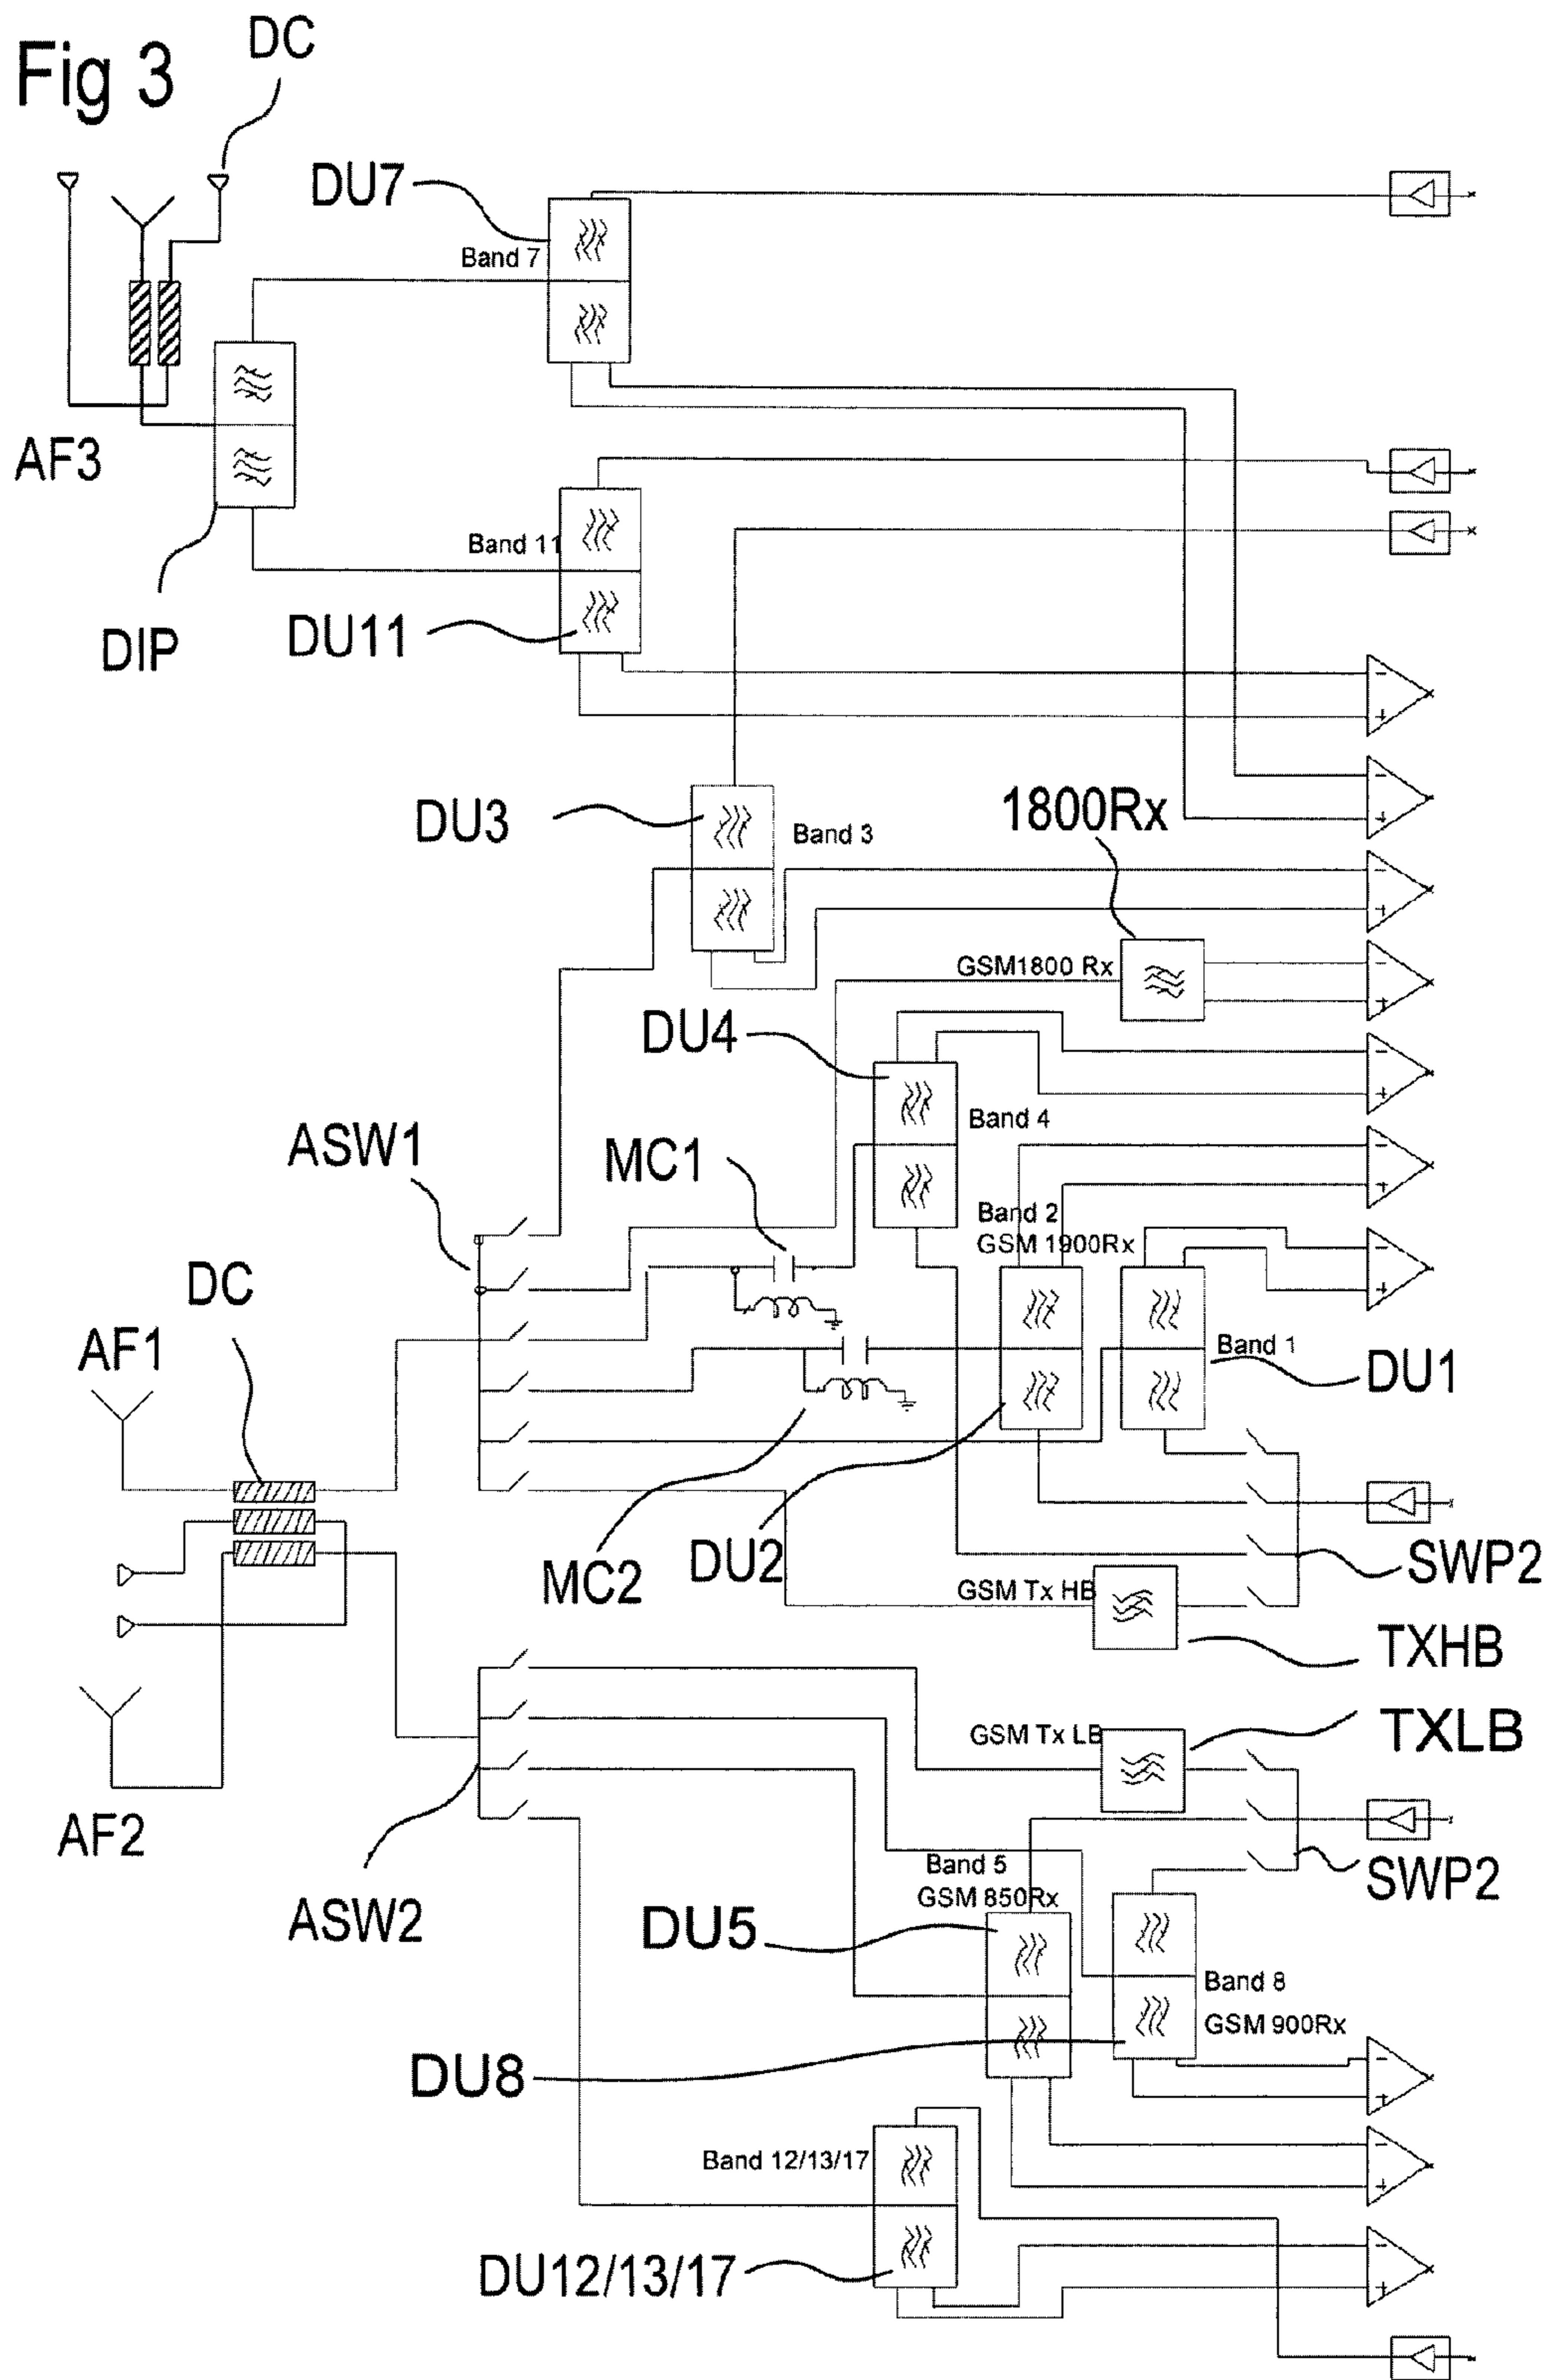 Fig 3
DC
DU7
Band 7
AF3
Band 11
DIP
DU11
DU3
Band 3
1800Rx
GSM1800 Rx
DU4
Band 4
ASW1
MC1
Band 2
GSM 1900Rx
DC
AF1
Band 1
DU1
MC2
DU2
SWP2
GSM Tx HB
TXHB
GSM Tx LB
TXLB
AF2
ASW2
Band 5
GSM 850Rx
SWP2
DU5
Band 8
GSM 900Rx
DU8
Band 12/13/17
DU12/13/17